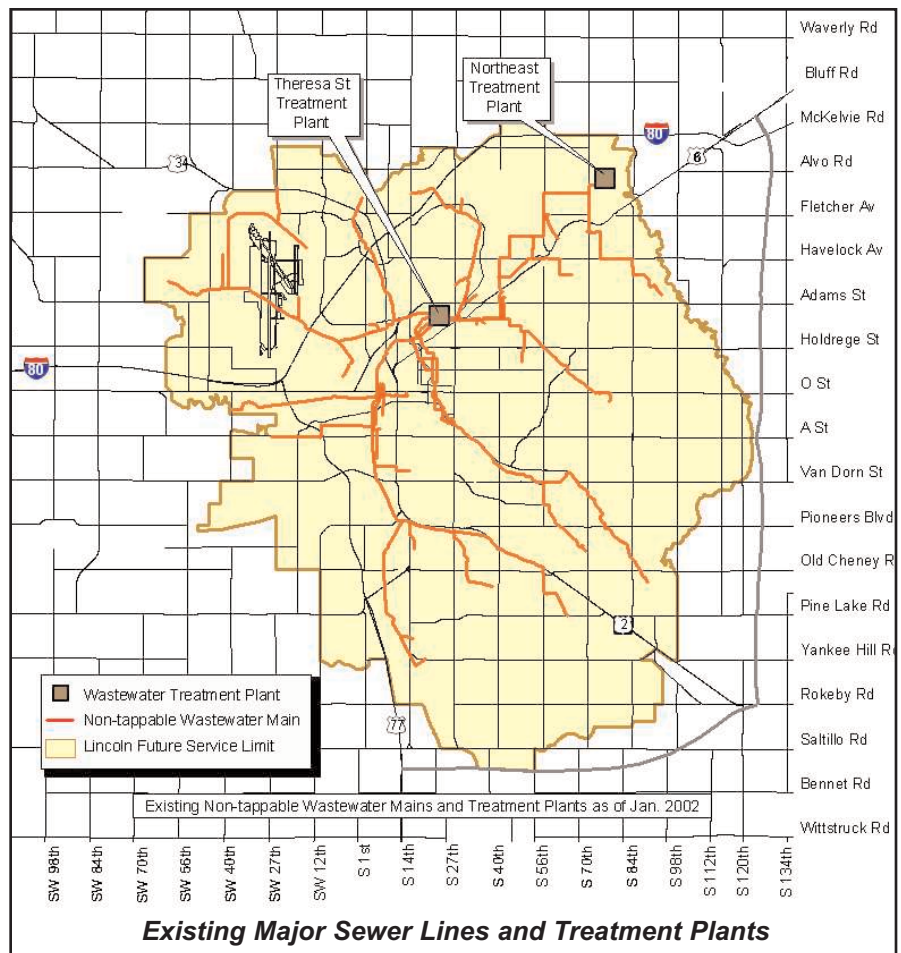 Waverly Rd
Northeast
Treatment
Plant
Bluff Rd
Theresa St
Treatment
Plant
McKelvie Rd
80
6
34
Alvo Rd
Fletcher Av
Havelock Av
Adams St
Holdrege St
80
O St
A St
Van Dorn St
Pioneers Blvd
Old Cheney R
Pine Lake Rd
2
Yankee Hill Rd
Wastewater Treatment Plant
Non-tappable Wastewater Main
Lincoln Future Service Limit
Rokeby Rd
77
Saltillo Rd
Bennet Rd
Existing Non-tappable Wastewater Mains and Treatment Plants as of Jan. 2002
Wittstruck Rd
SW 98th
SW 84th
SW 70th
SW 56th
SW 40th
SW 27th
SW 12th
S 1st
S 14th
S 27th
S 40th
S 56th
S 70th
S 84th
S 98th
S 112th
S 120th
S 134th
Existing Major Sewer Lines and Treatment Plants